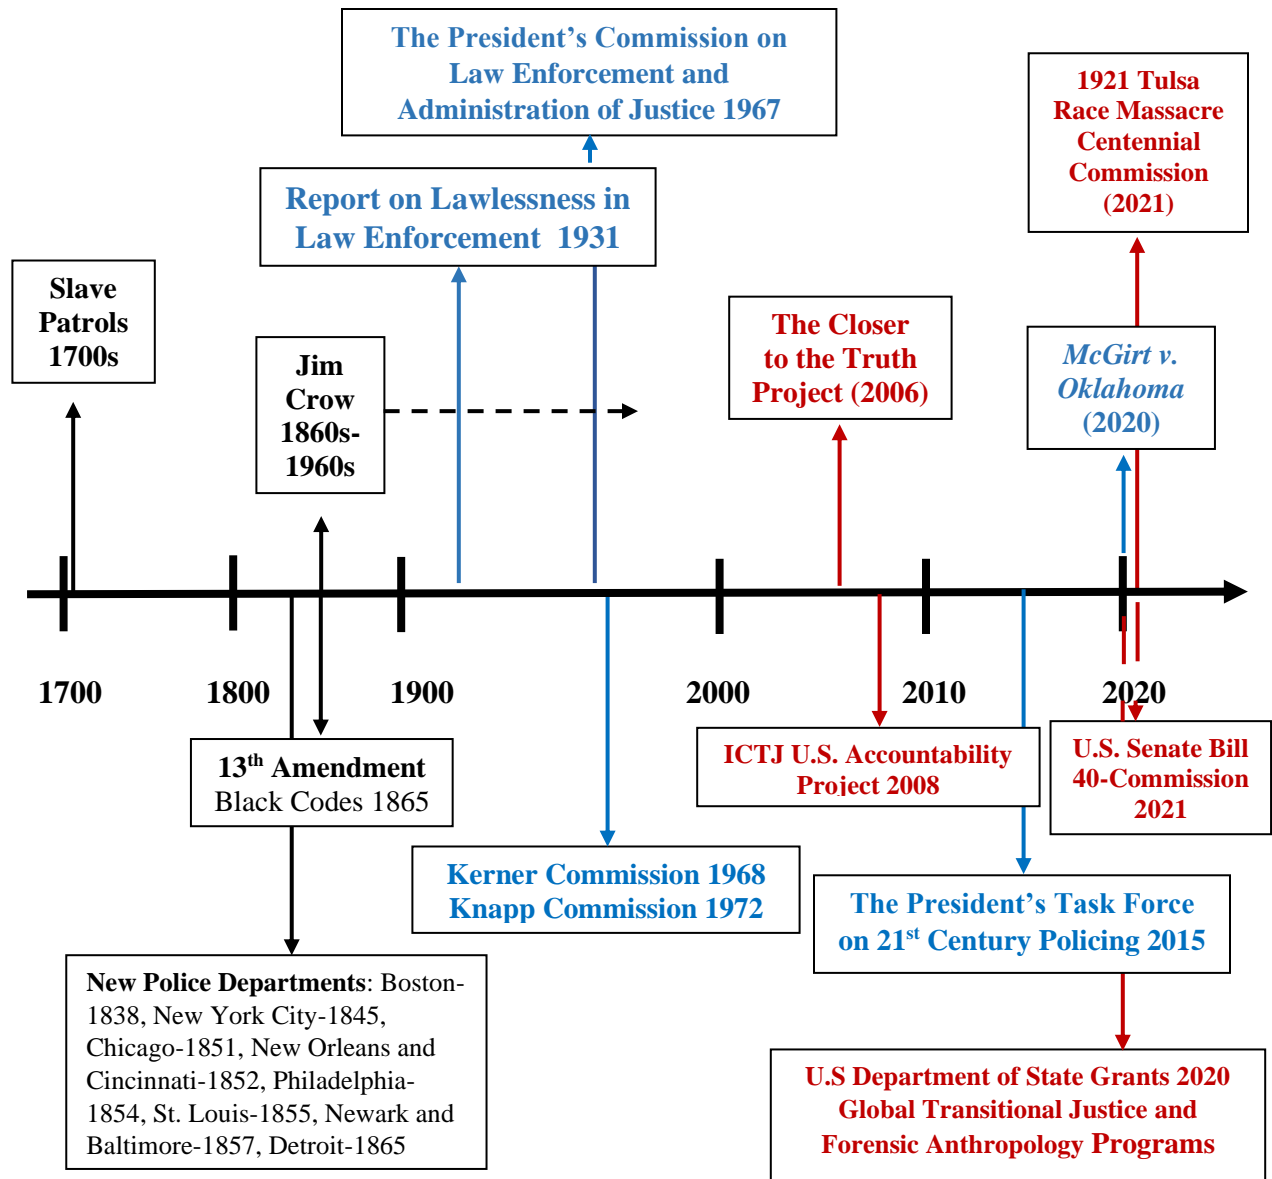 The President’s Commission on
Law Enforcement and
Administration of Justice 1967
1921 Tulsa
Race Massacre
Centennial
Commission
(2021)
Report on Lawlessness in
Law Enforcement 1931
Slave
Patrols
1700s
Jim
Crow
1860s-
1960s
The Closer
to the Truth
Project (2006)
McGirt v.
Oklahoma
(2020)
1700
1800
1900
2000
2010
2020
13th Amendment
Black Codes 1865
ICTJ U.S. Accountability
Project 2008
U.S. Senate Bill
40-Commission
2021
Kerner Commission 1968
Knapp Commission 1972
The President’s Task Force
on 21st Century Policing 2015
New Police Departments: Boston-
1838, New York City-1845,
Chicago-1851, New Orleans and
Cincinnati-1852, Philadelphia-
1854, St. Louis-1855, Newark and
Baltimore-1857, Detroit-1865
U.S Department of State Grants 2020
Global Transitional Justice and
Forensic Anthropology Programs